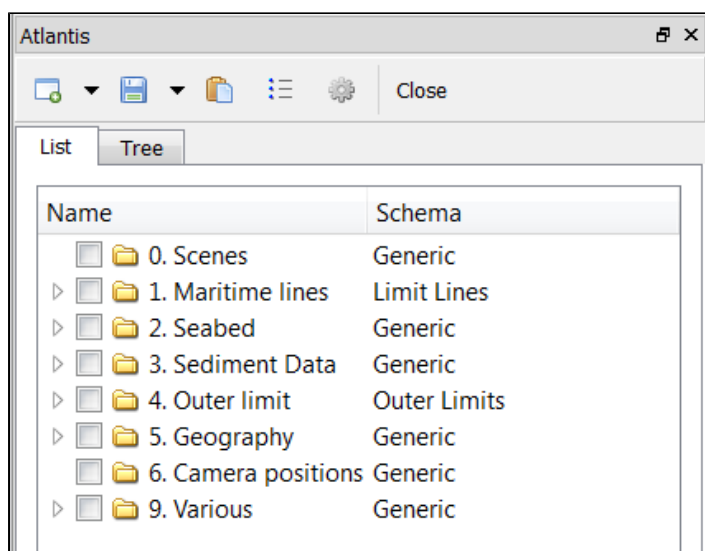 Atlantis
Close
List Tree
Name Schema
0. Scenes Generic
1. Maritime lines Limit Lines
2. Seabed Generic
3. Sediment Data Generic
4. Outer limit Outer Limits
5. Geography Generic
6. Camera positions Generic
9. Various Generic